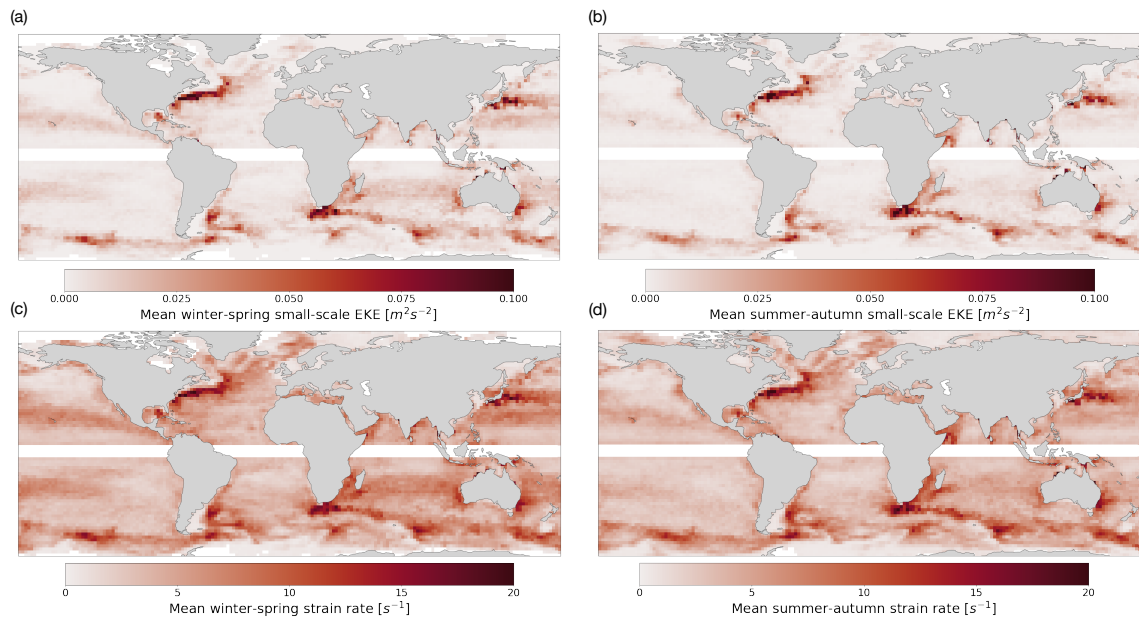 (a)
(b)
0.000 0.025 0.050 0.075 0.100
Mean winter-spring small-scale EKE [m²s⁻²]
0.000 0.025 0.050 0.075 0.100
Mean summer-autumn small-scale EKE [m²s⁻²]
(c)
(d)
0 5 10 15 20
Mean winter-spring strain rate [s⁻¹]
0 5 10 15 20
Mean summer-autumn strain rate [s⁻¹]